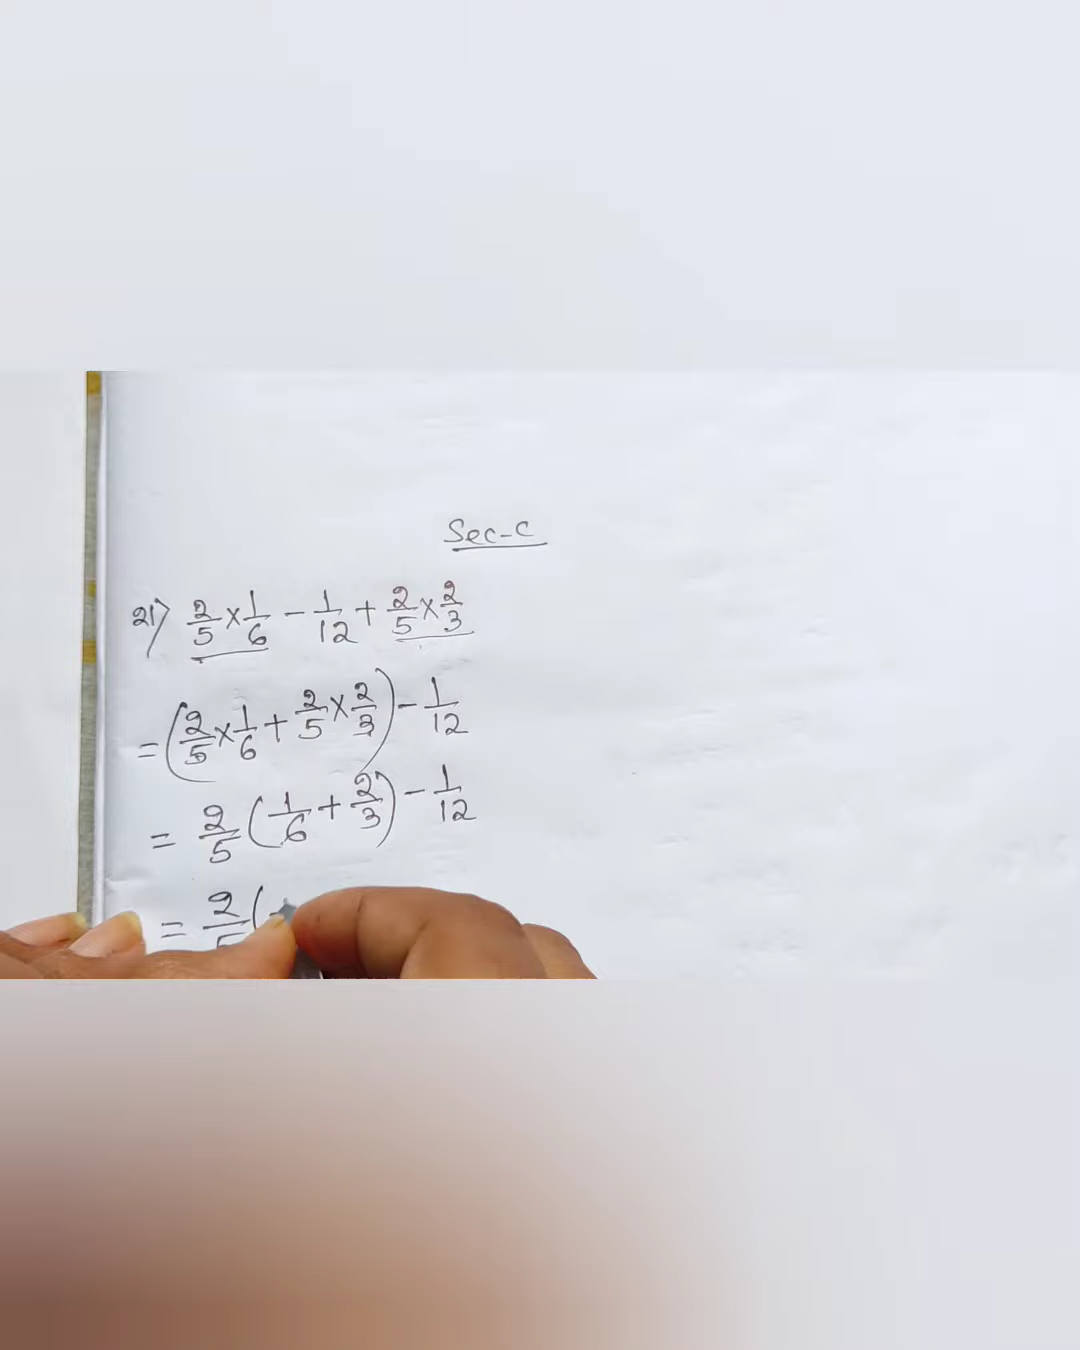 Sec-C
21) 2/5 × 1/6 - 1/12 + 2/5 × 2/3
= (2/5 × 1/6 + 2/5 × 2/3) - 1/12
= 2/5 (1/6 + 2/3) - 1/12
= 2/5 (